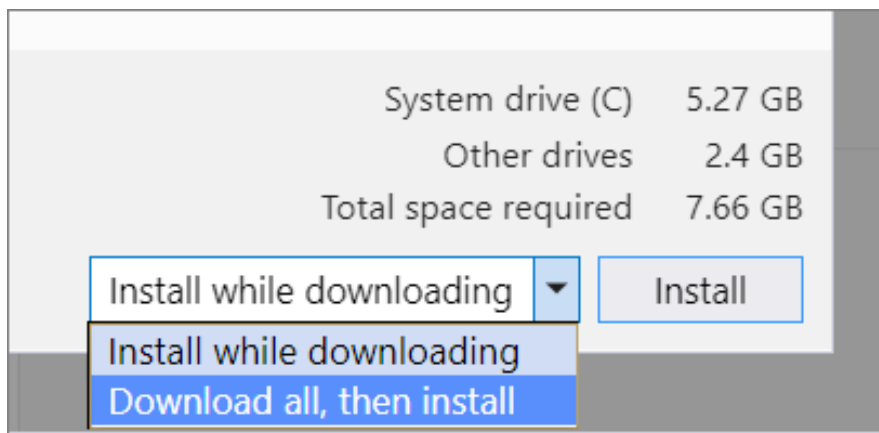 System drive (C) 5.27 GB
Other drives 2.4 GB
Total space required 7.66 GB
Install while downloading Install
Install while downloading
Download all, then install